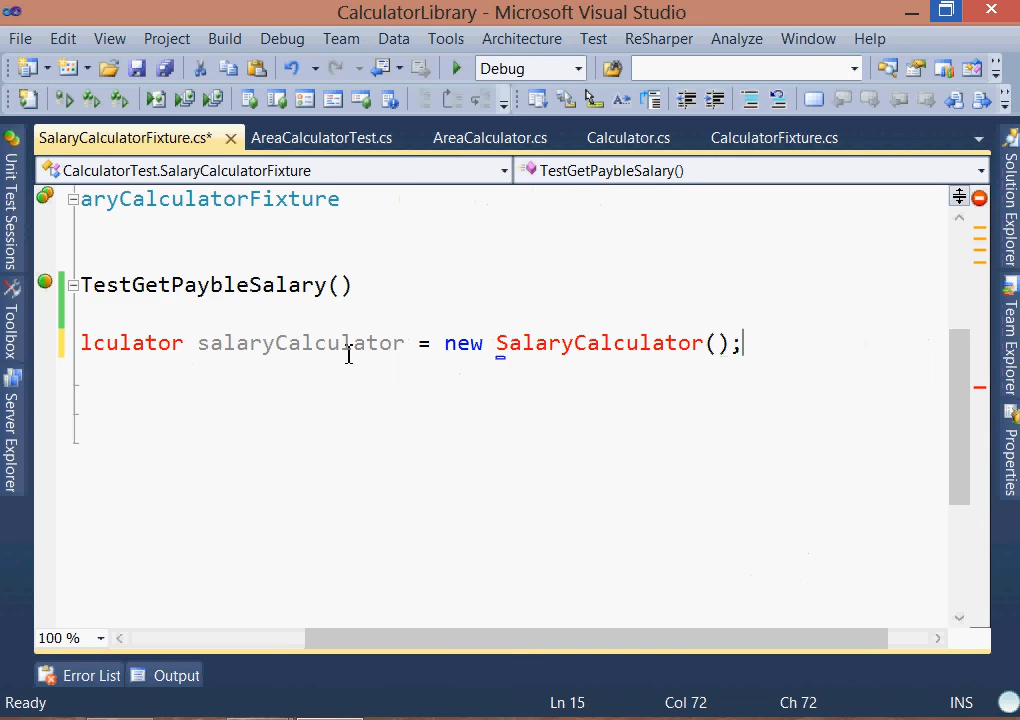 CalculatorLibrary - Microsoft Visual Studio
File Edit View Project Build Debug Team Data Tools Architecture Test ReSharper Analyze Window Help
Debug
SalaryCalculatorFixture.cs* AreaCalculatorTest.cs AreaCalculator.cs Calculator.cs CalculatorFixture.cs
CalculatorTest.SalaryCalculatorFixture TestGetPaybleSalary()
aryCalculatorFixture
TestGetPaybleSalary()
lculator salaryCalculator = new SalaryCalculator();
Unit Test Sessions
Toolbox
Server Explorer
Solution Explorer
Team Explorer
Properties
100 %
Error List Output
Ready Ln 15 Col 72 Ch 72 INS